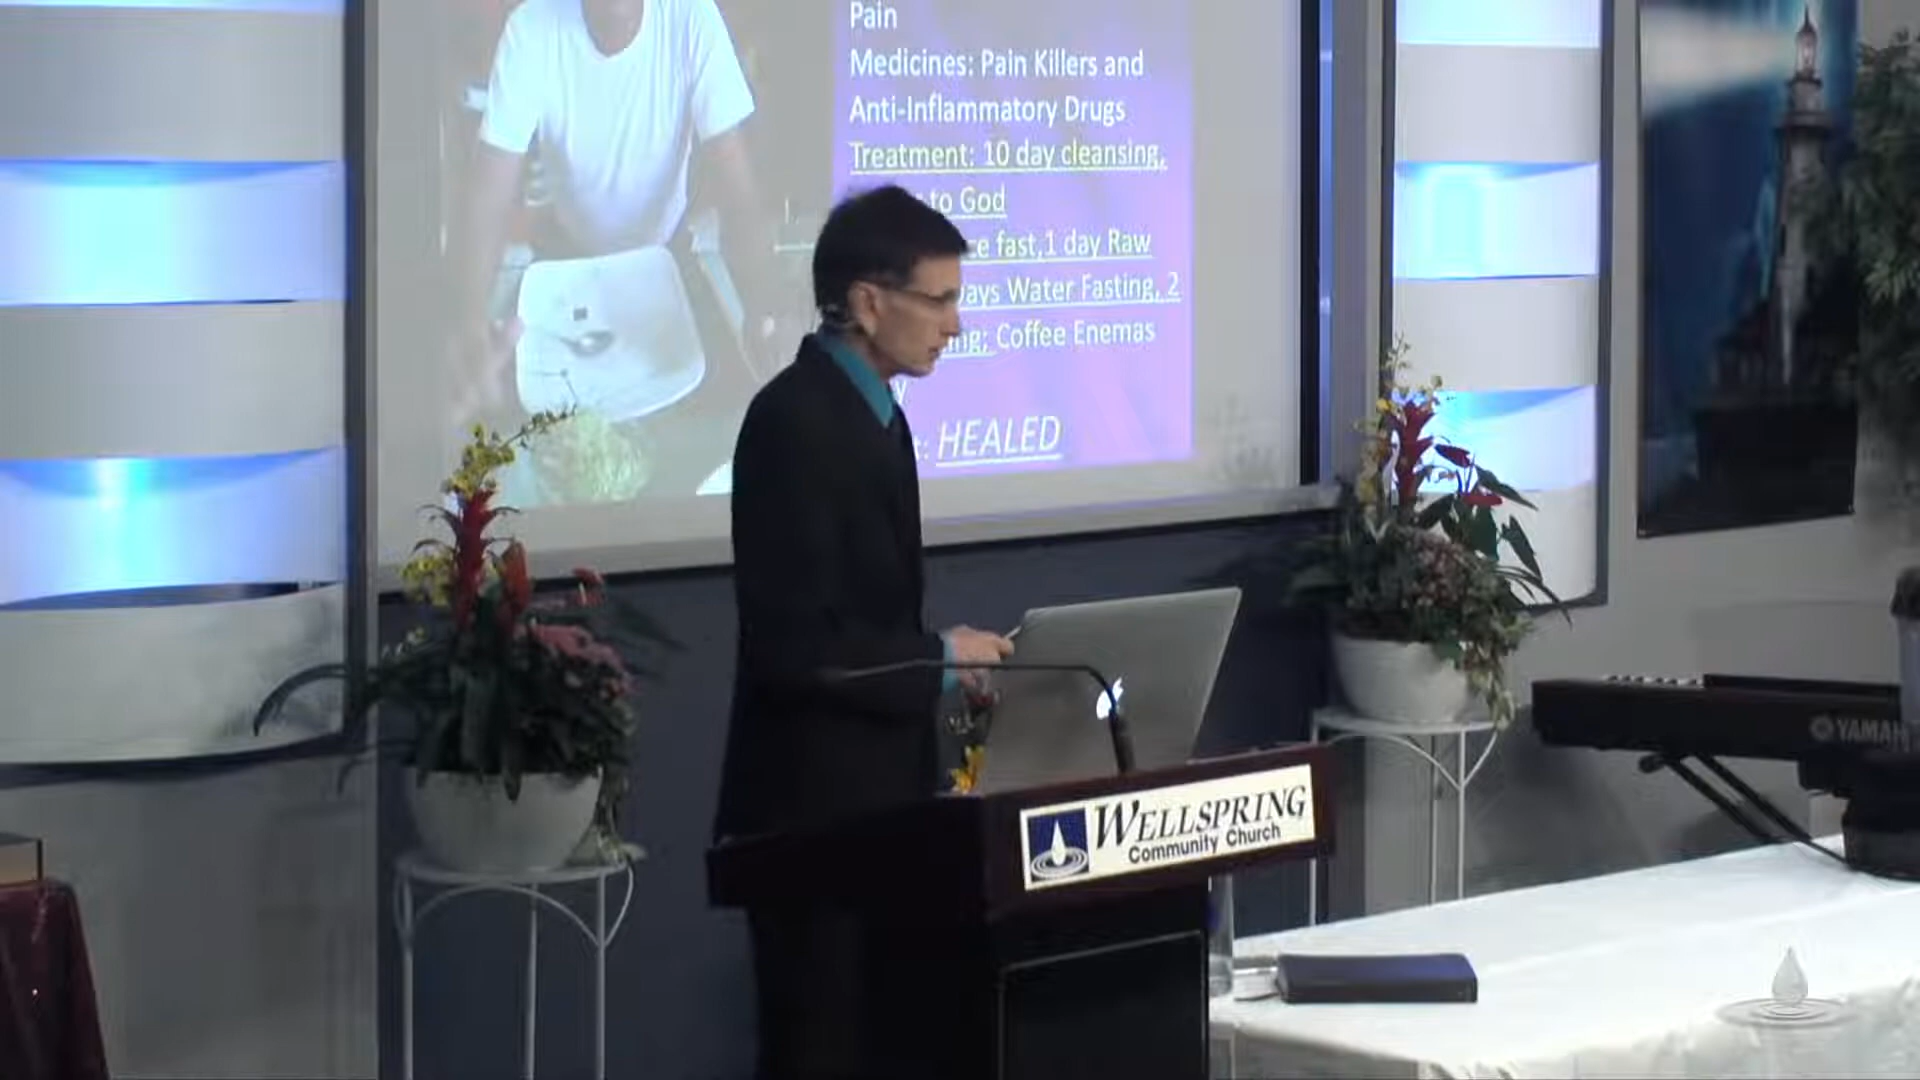 Pain
Medicines: Pain Killers and
Anti-Inflammatory Drugs
Treatment: 10 day cleansing,
to God
fast,1 day Raw
Days Water Fasting, 2
Coffee Enemas
HEALED
WELLSPRING
Community Church
YAMAH